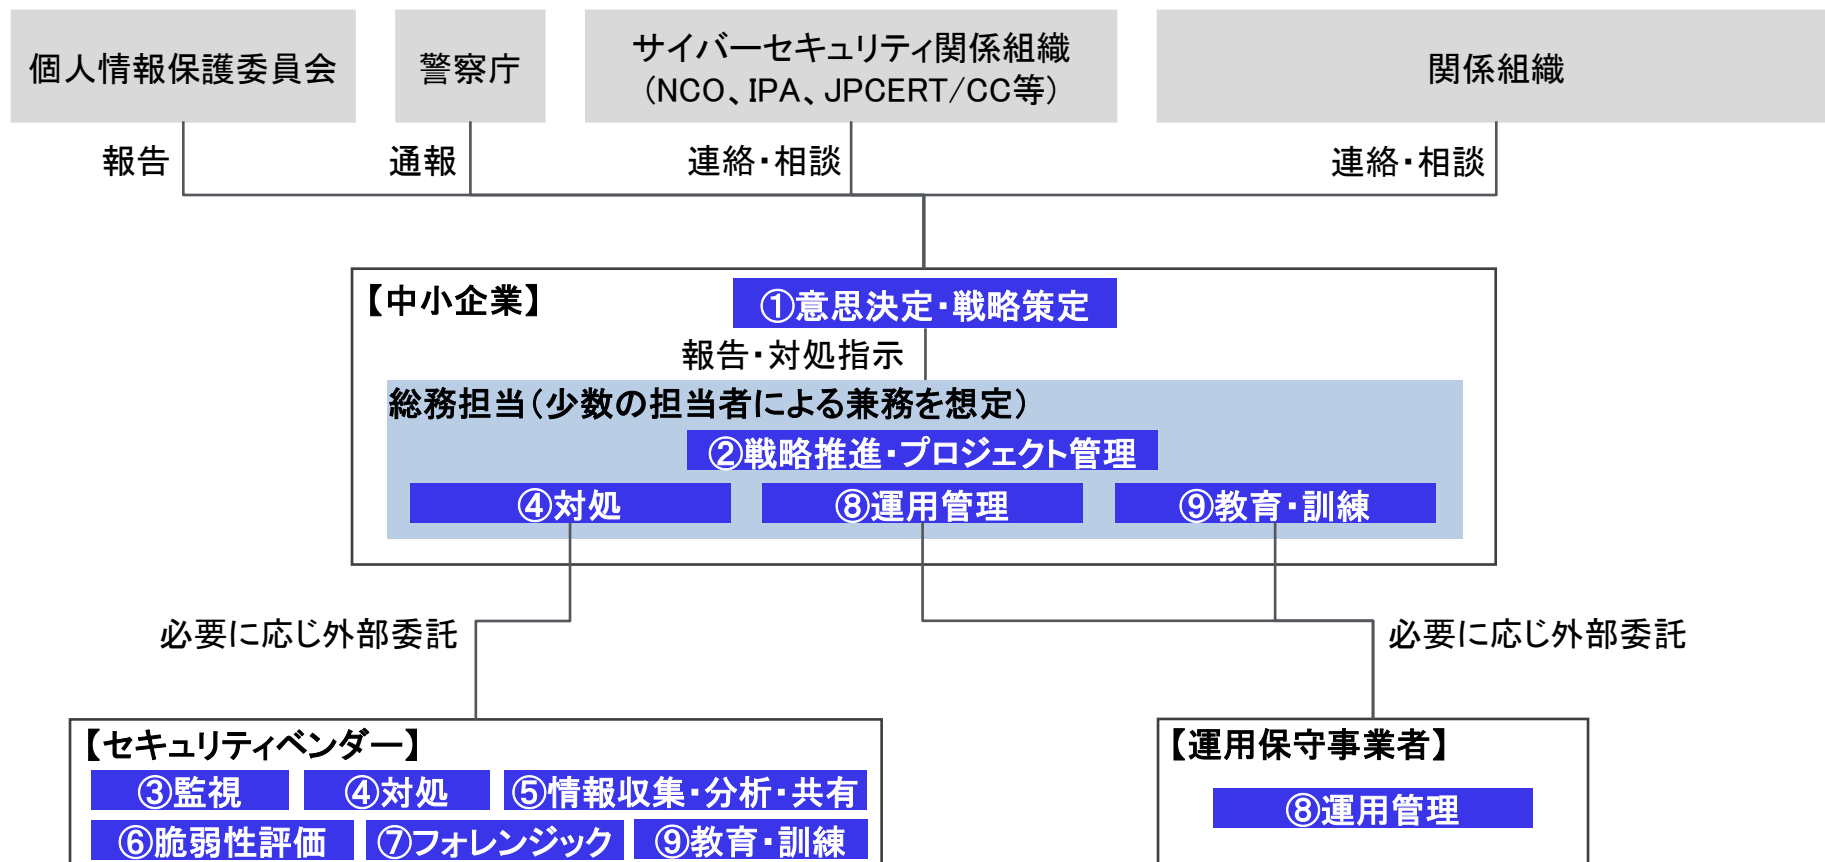 個人情報保護委員会
警察庁
サイバーセキュリティ関係組織
（NCO、IPA、JPCERT/CC等）
関係組織
報告
通報
連絡・相談
連絡・相談
【中小企業】
①意思決定・戦略策定
報告・対処指示
総務担当（少数の担当者による兼務を想定）
②戦略推進・プロジェクト管理
④対処
⑧運用管理
⑨教育・訓練
必要に応じ外部委託
必要に応じ外部委託
【セキュリティベンダー】
③監視
④対処
⑤情報収集・分析・共有
⑥脆弱性評価
⑦フォレンジック
⑨教育・訓練
【運用保守事業者】
⑧運用管理